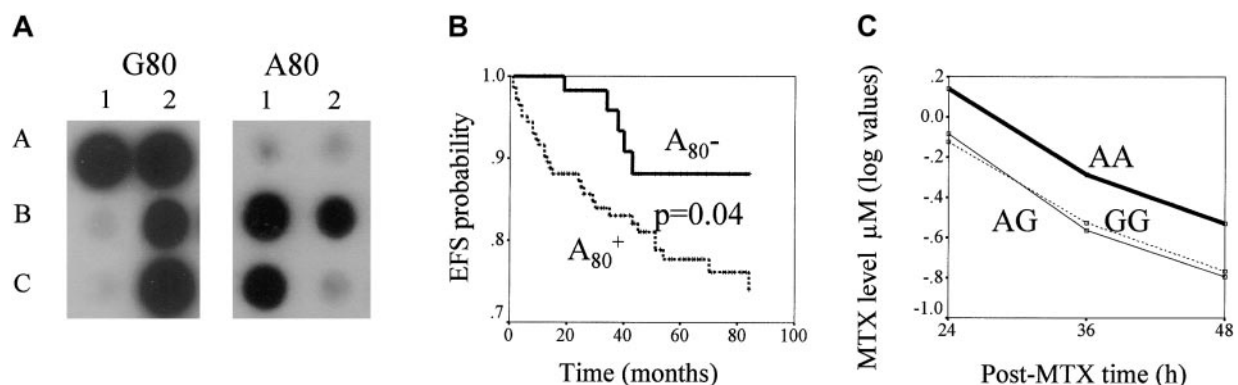 A
G80 A80
1 2 1 2
A
B
C
B
EFS probability
1.0
.9
.8
.7
0 20 40 60 80 100
Time (months)
A80-
p=0.04
A80+
C
MTX level µM (log values)
.2
0.0
-.2
-.4
-.6
-.8
-1.0
24 36 48
Post-MTX time (h)
AA
AG GG